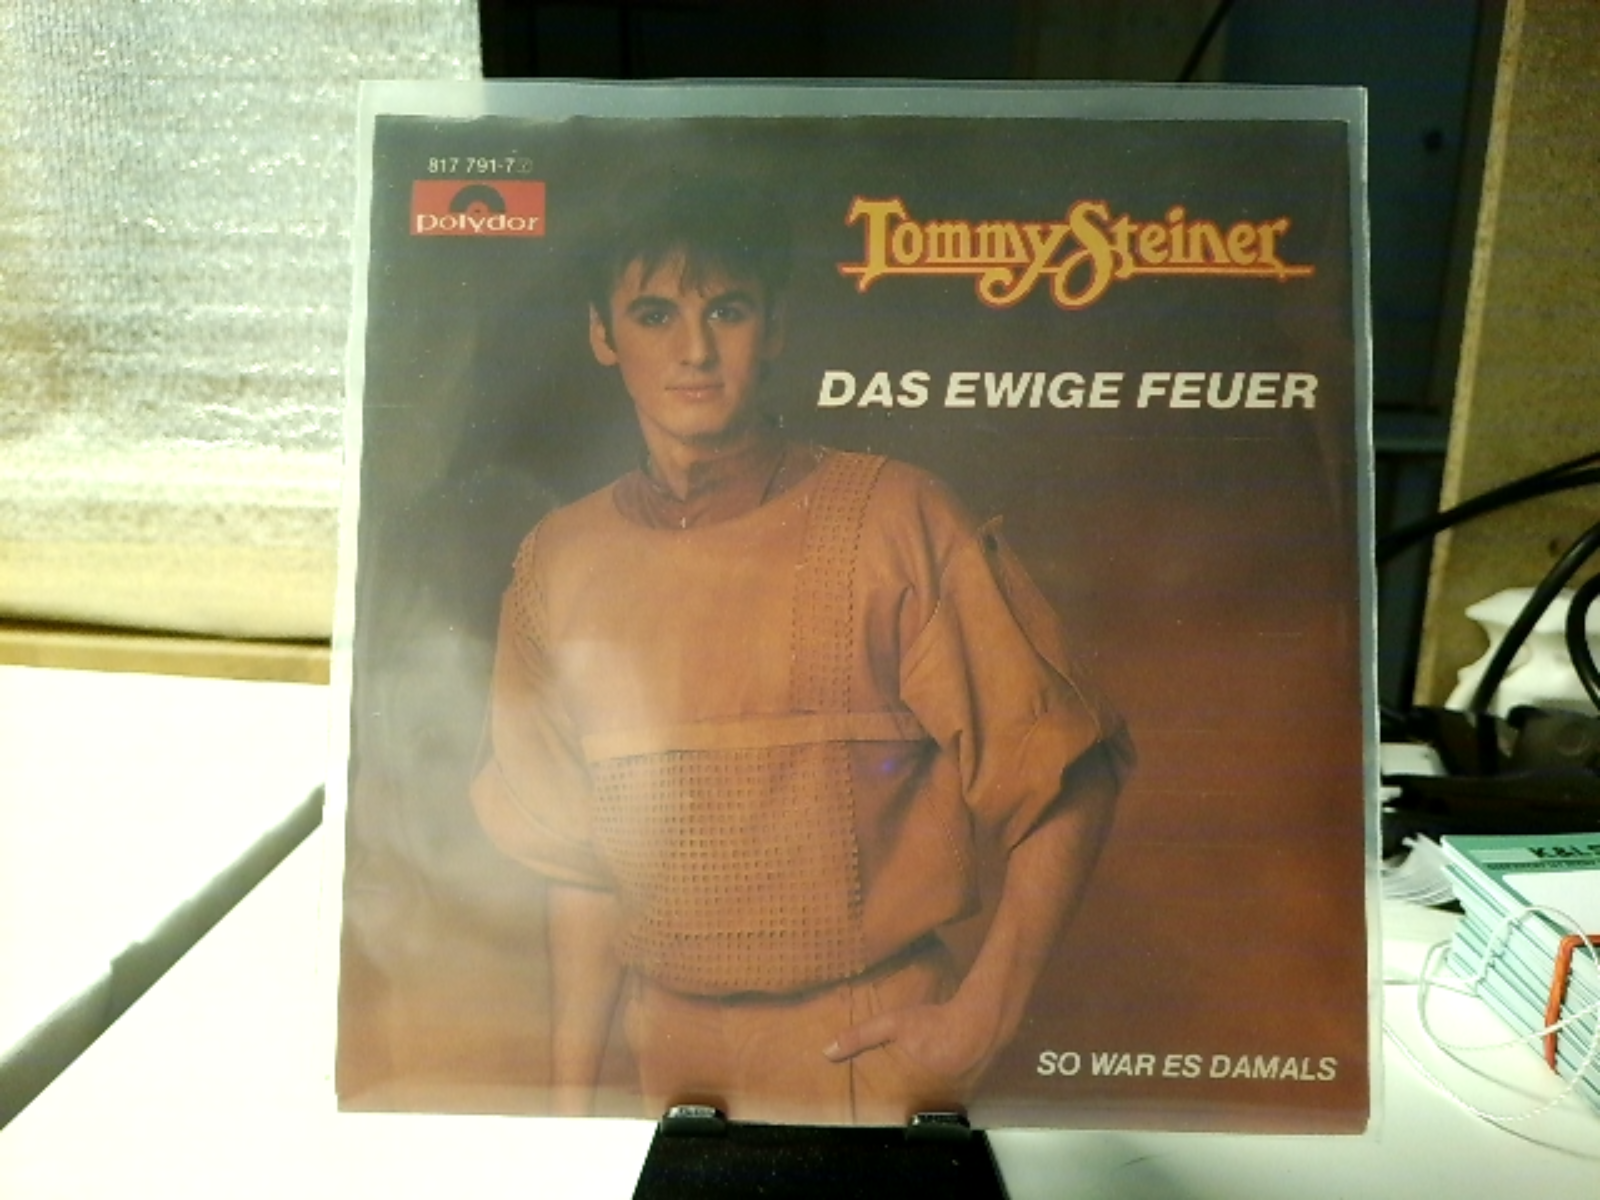 817 791-7
polydor
Tommy Steiner
DAS EWIGE FEUER
SO WAR ES DAMALS